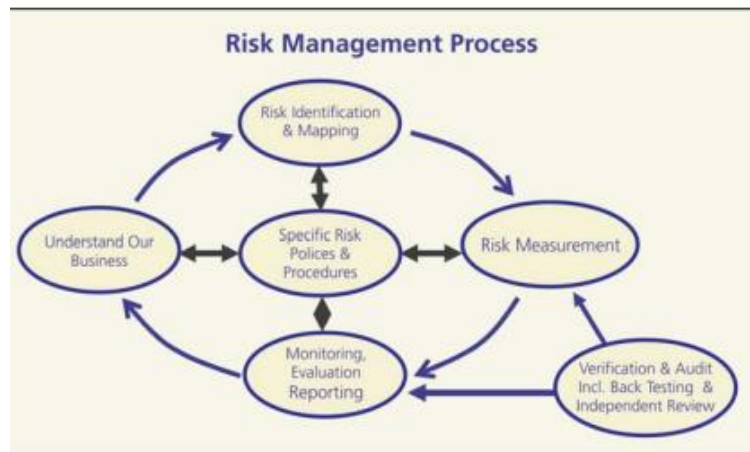 Risk Management Process
Risk Identification
& Mapping
Understand Our
Business
Specific Risk
Polices &
Procedures
Risk Measurement
Monitoring,
Evaluation
Reporting
Verification & Audit
Incl. Back Testing &
Independent Review